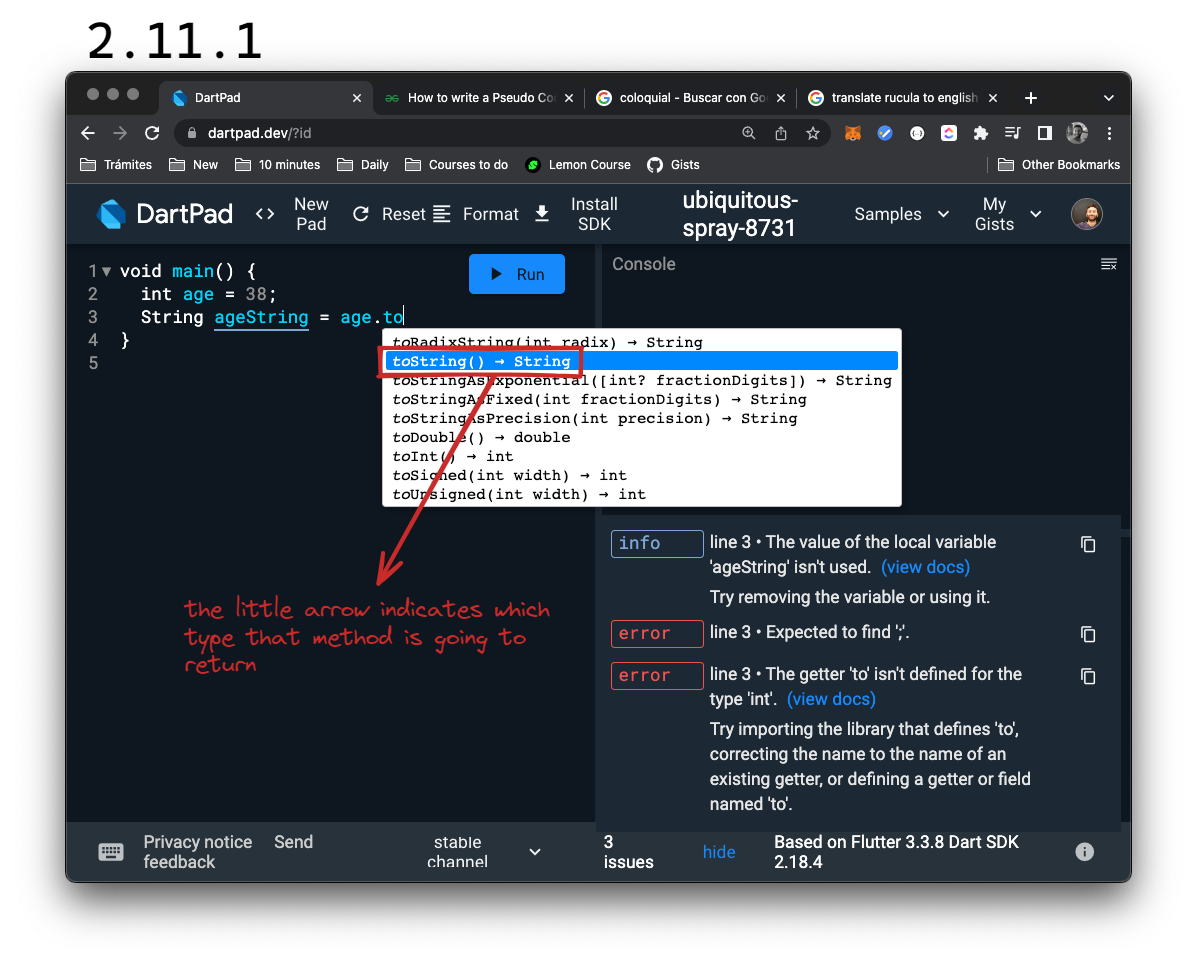 2.11.1
DartPad
How to write a Pseudo Co
coloquial - Buscar con Go
translate rucula to english
dartpad.dev/?id
Trámites
New
10 minutes
Daily
Courses to do
Lemon Course
Gists
Other Bookmarks
DartPad
<>
New
Pad
Reset
Format
Install
SDK
ubiquitous-
spray-8731
Samples
My
Gists
1 void main() {
2 int age = 38;
3 String ageString = age.to
4 }
5
Run
Console
toRadixString(int radix) → String
toString() → String
toStringAsExponential([int? fractionDigits]) → String
toStringAsFixed(int fractionDigits) → String
toStringAsPrecision(int precision) → String
toDouble() → double
toInt() → int
toSigned(int width) → int
toUnsigned(int width) → int
the little arrow indicates which
type that method is going to
return
info line 3 • The value of the local variable
'ageString' isn't used. (view docs)
Try removing the variable or using it.
error line 3 • Expected to find ';'.
error line 3 • The getter 'to' isn't defined for the
type 'int'. (view docs)
Try importing the library that defines 'to',
correcting the name to the name of an
existing getter, or defining a getter or field
named 'to'.
Privacy notice
Send
feedback
stable
channel
3
issues
hide
Based on Flutter 3.3.8 Dart SDK
2.18.4